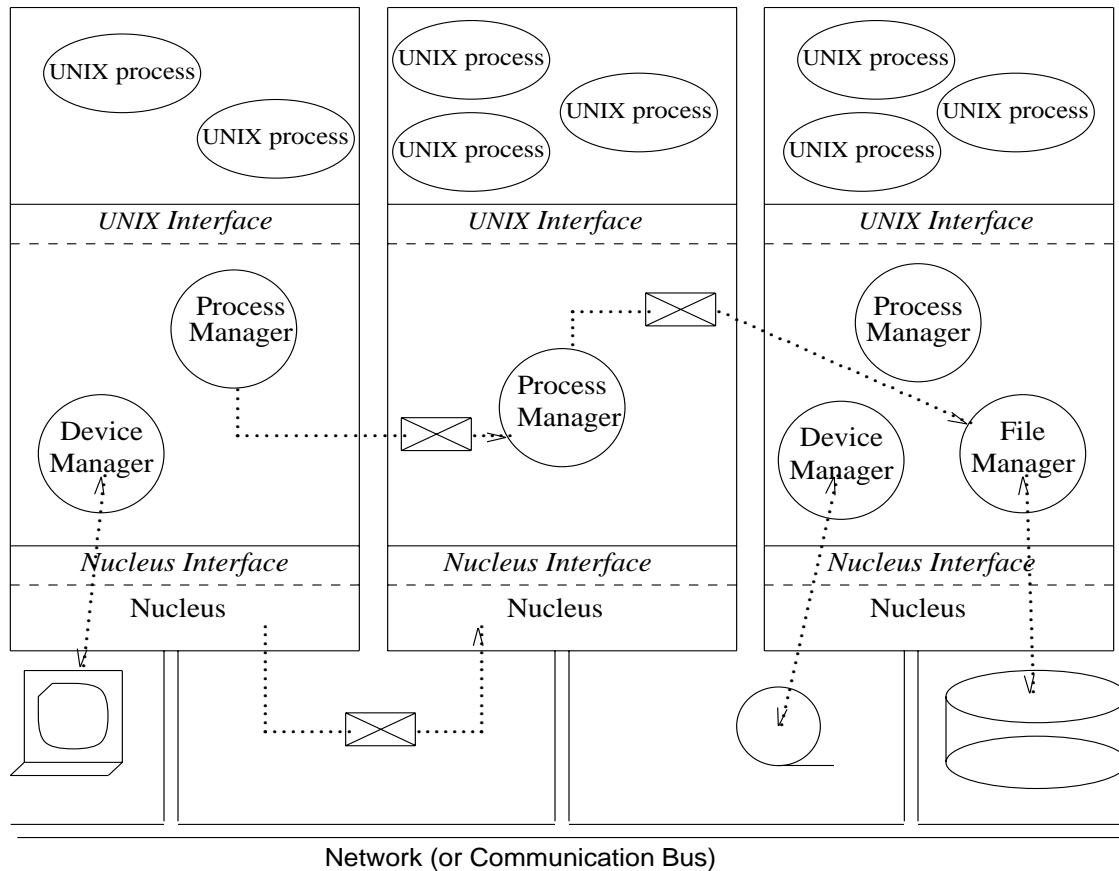 UNIX process
UNIX process
UNIX Interface
Process
Manager
Device
Manager
Nucleus Interface
Nucleus
UNIX process
UNIX process
UNIX process
UNIX Interface
Process
Manager
Nucleus Interface
Nucleus
UNIX process
UNIX process
UNIX process
UNIX Interface
Process
Manager
Device
Manager
File
Manager
Nucleus Interface
Nucleus
Network (or Communication Bus)